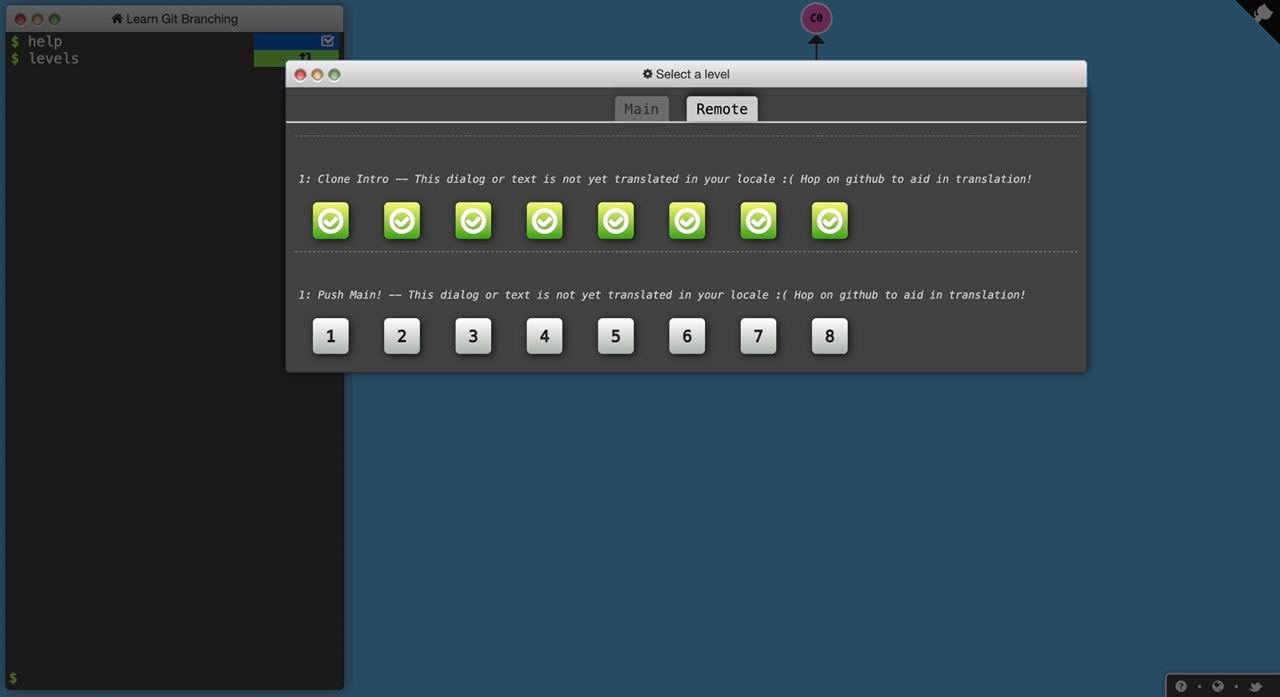 Learn Git Branching
$ help
$ levels
C0
Select a level
Main Remote
1: Clone Intro -- This dialog or text is not yet translated in your locale :( Hop on github to aid in translation!
1: Push Main! -- This dialog or text is not yet translated in your locale :( Hop on github to aid in translation!
1 2 3 4 5 6 7 8
$